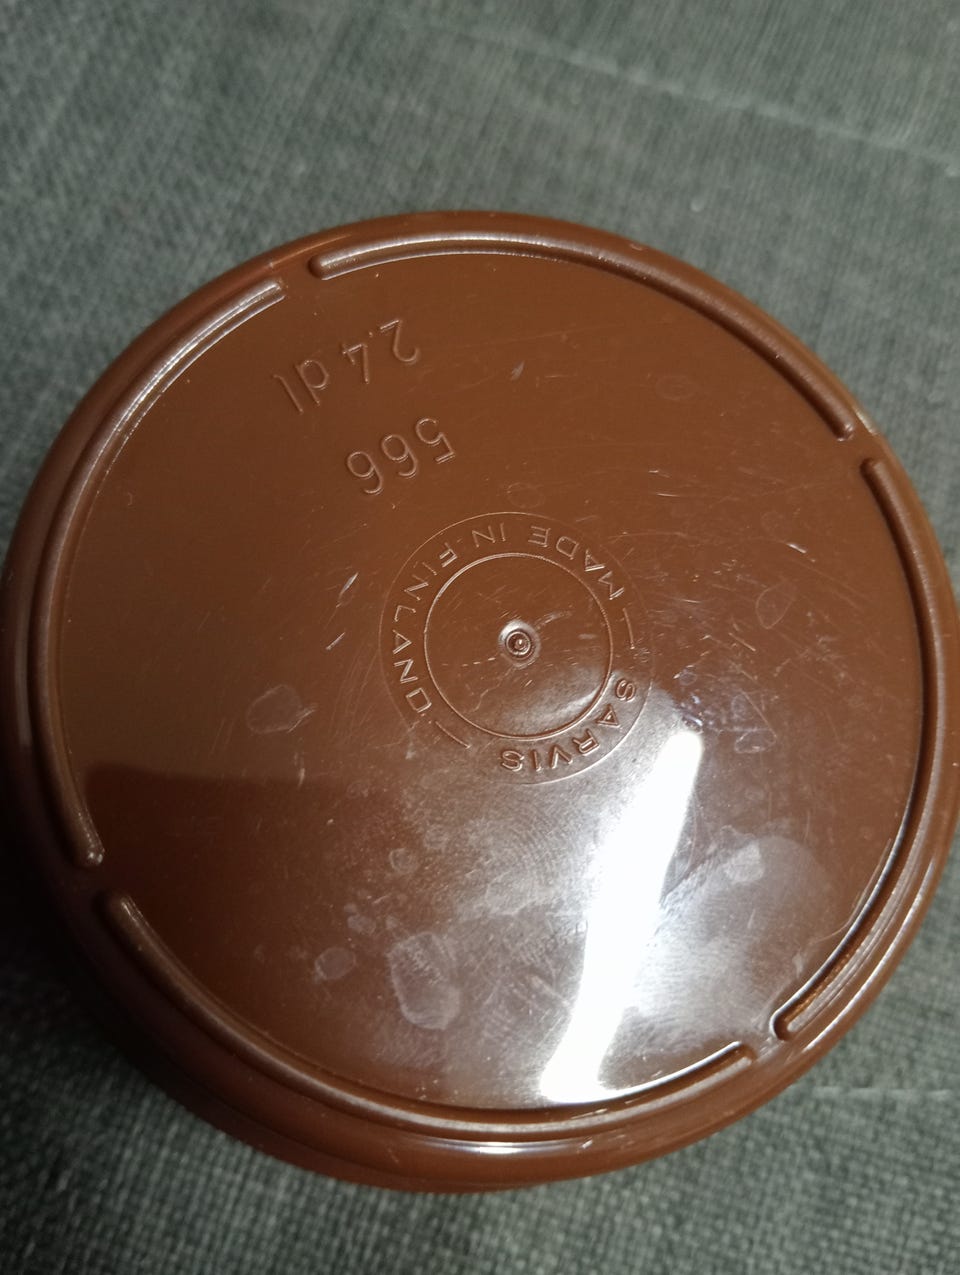 2.4 dl
566
SARVIS — MADE IN FINLAND —